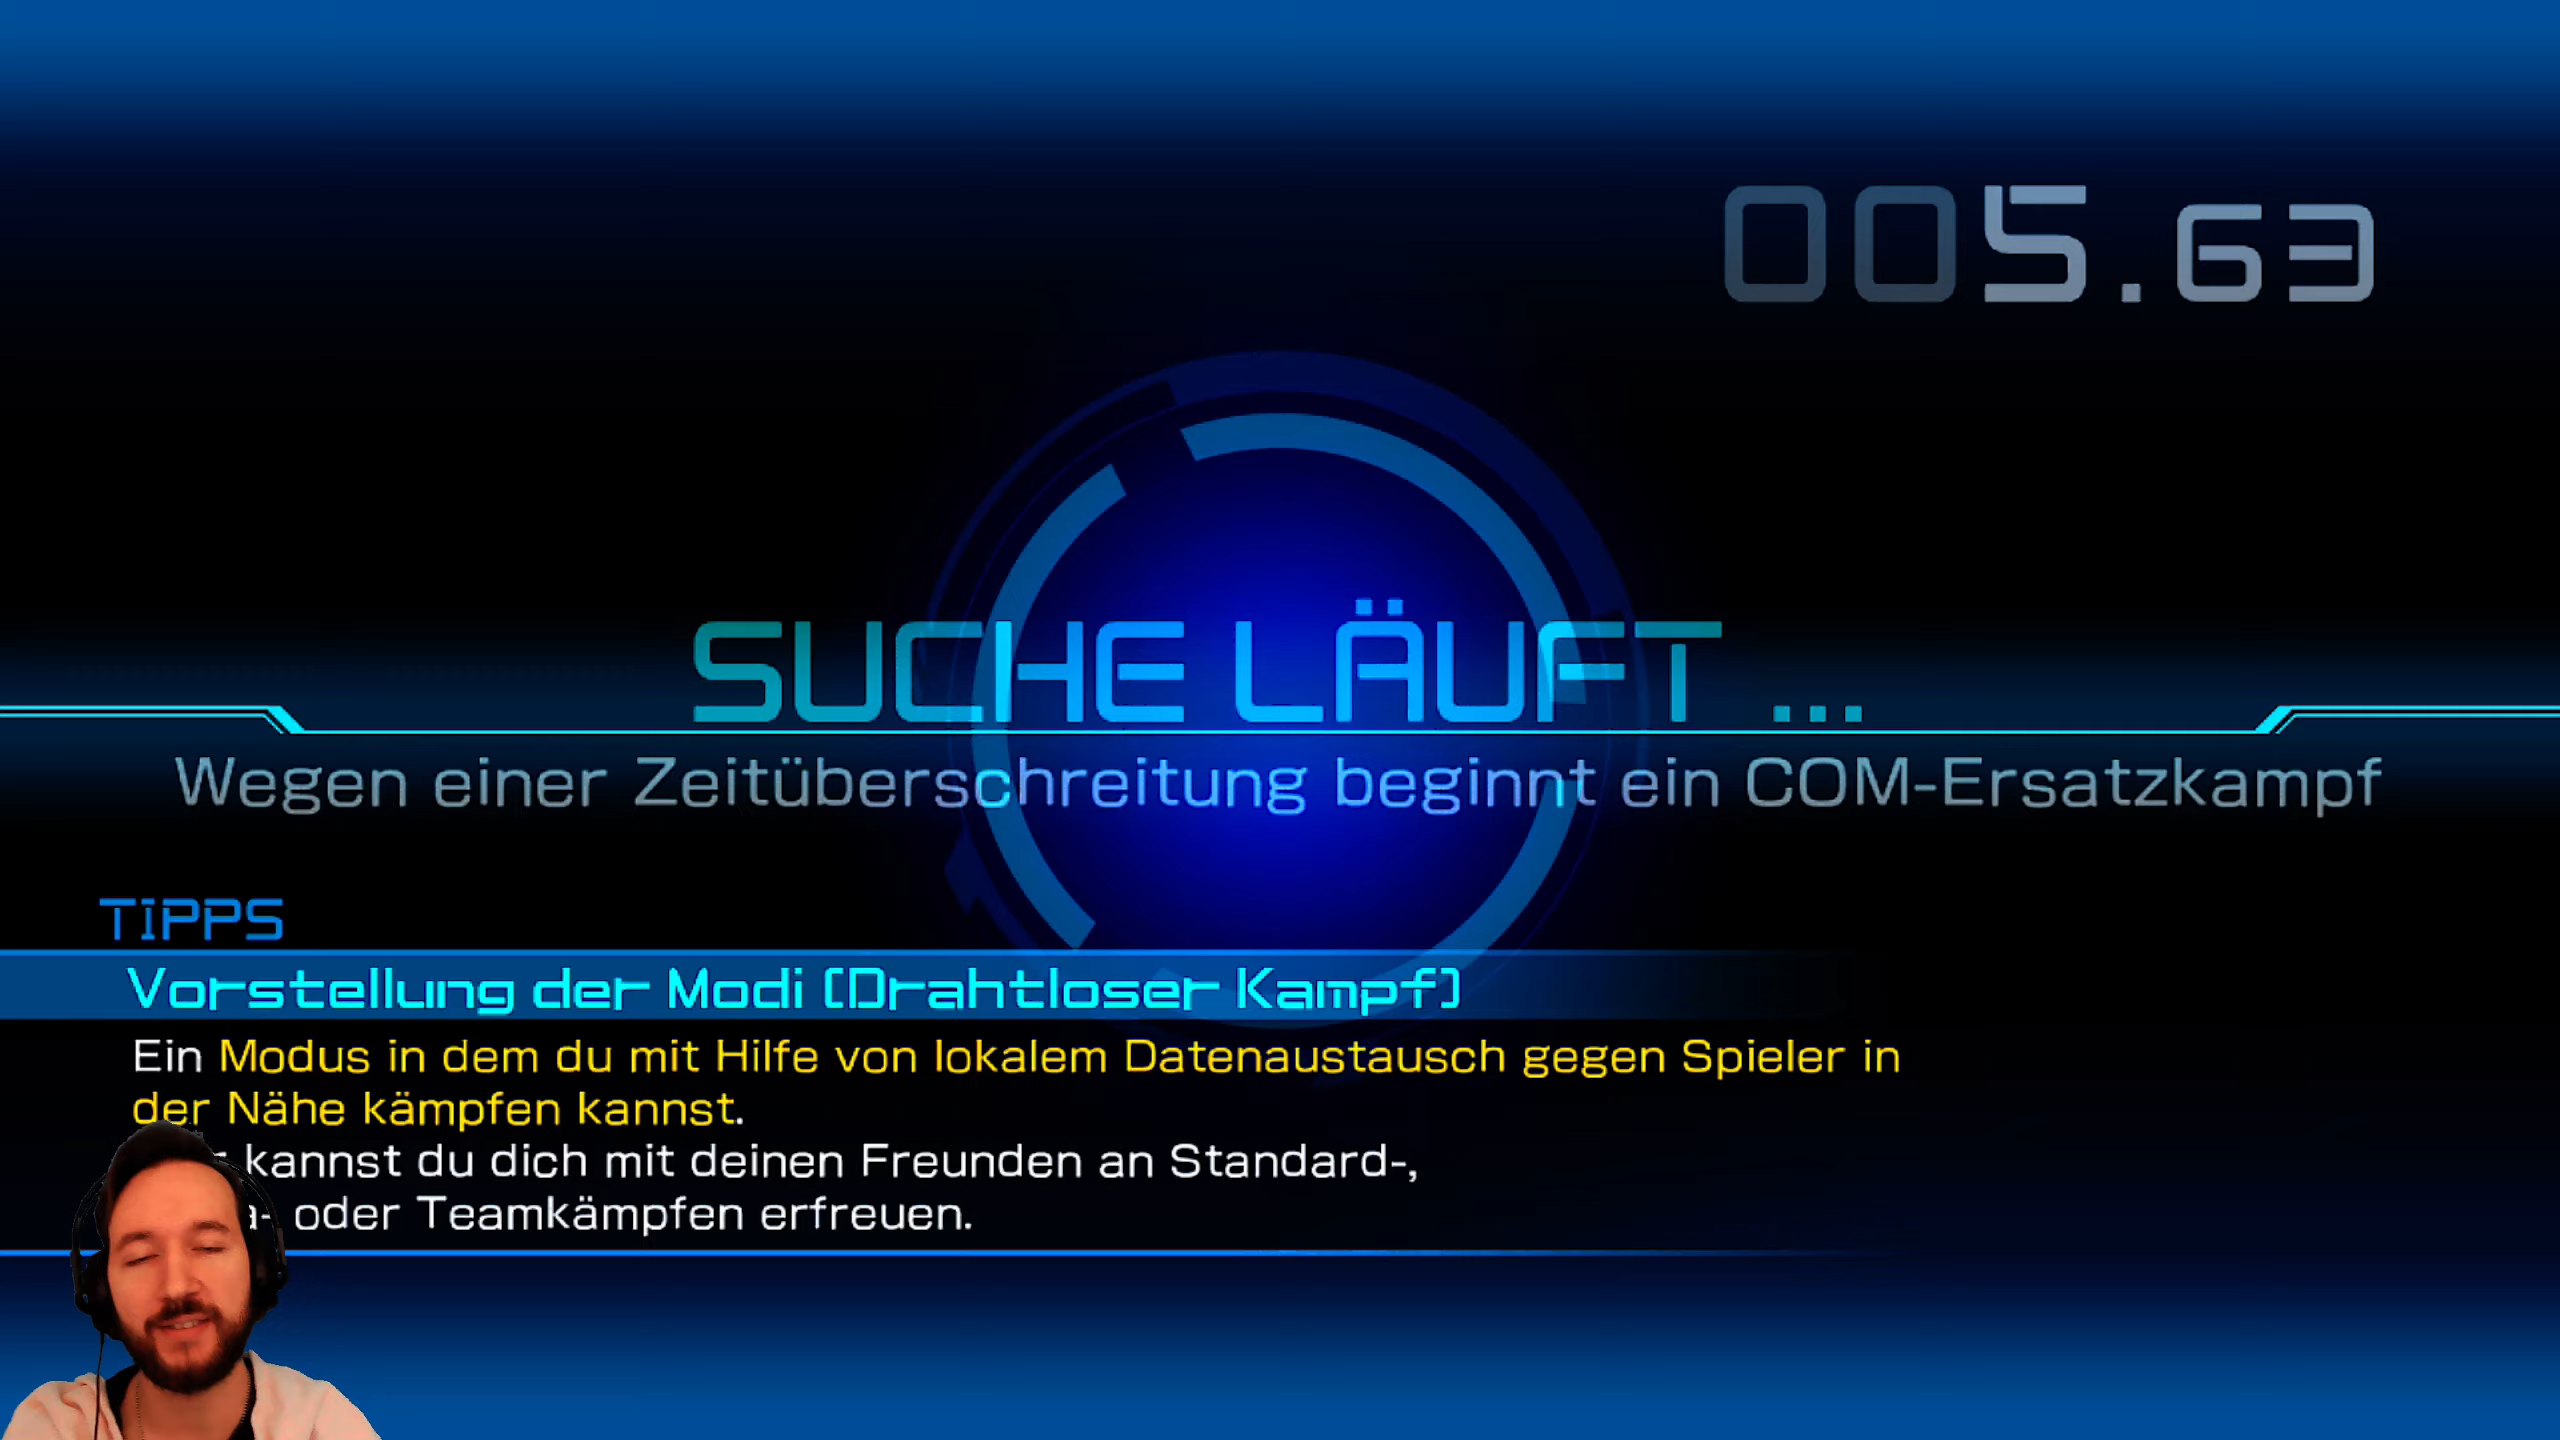 005.63
SUCHE LÄUFT ...
Wegen einer Zeitüberschreitung beginnt ein COM-Ersatzkampf
TIPPS
Vorstellung der Modi (Drahtloser Kampf)
Ein Modus in dem du mit Hilfe von lokalem Datenaustausch gegen Spieler in
der Nähe kämpfen kannst.
kannst du dich mit deinen Freunden an Standard-,
oder Teamkämpfen erfreuen.